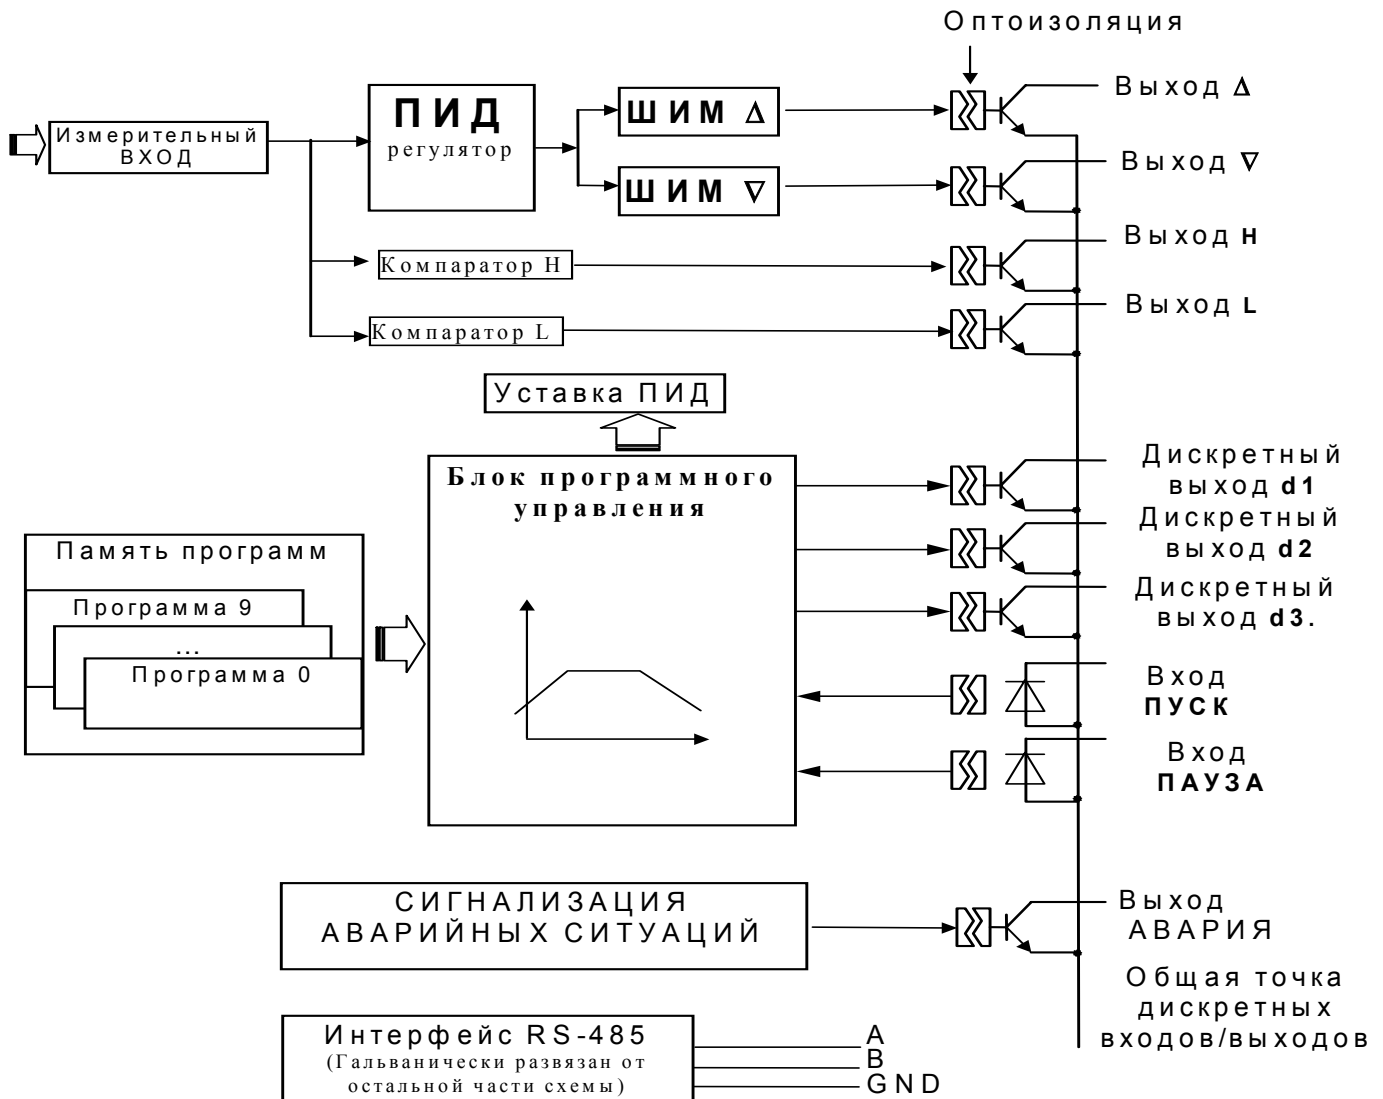 Оптоизоляция
Выход Δ
ПИД
регулятор
ШИМ Δ
Измерительный
ВХОД
Выход ∇
ШИМ ∇
Выход H
Компаратор H
Выход L
Компаратор L
Уставка ПИД
Блок программного
управления
Дискретный
выход d1
Дискретный
выход d2
Дискретный
выход d3.
Память программ
Программа 9
...
Программа 0
Вход
ПУСК
Вход
ПАУЗА
СИГНАЛИЗАЦИЯ
АВАРИЙНЫХ СИТУАЦИЙ
Выход
АВАРИЯ
Общая точка
дискретных
входов/выходов
Интерфейс RS-485
(Гальванически развязан от
остальной части схемы)
A
B
GND